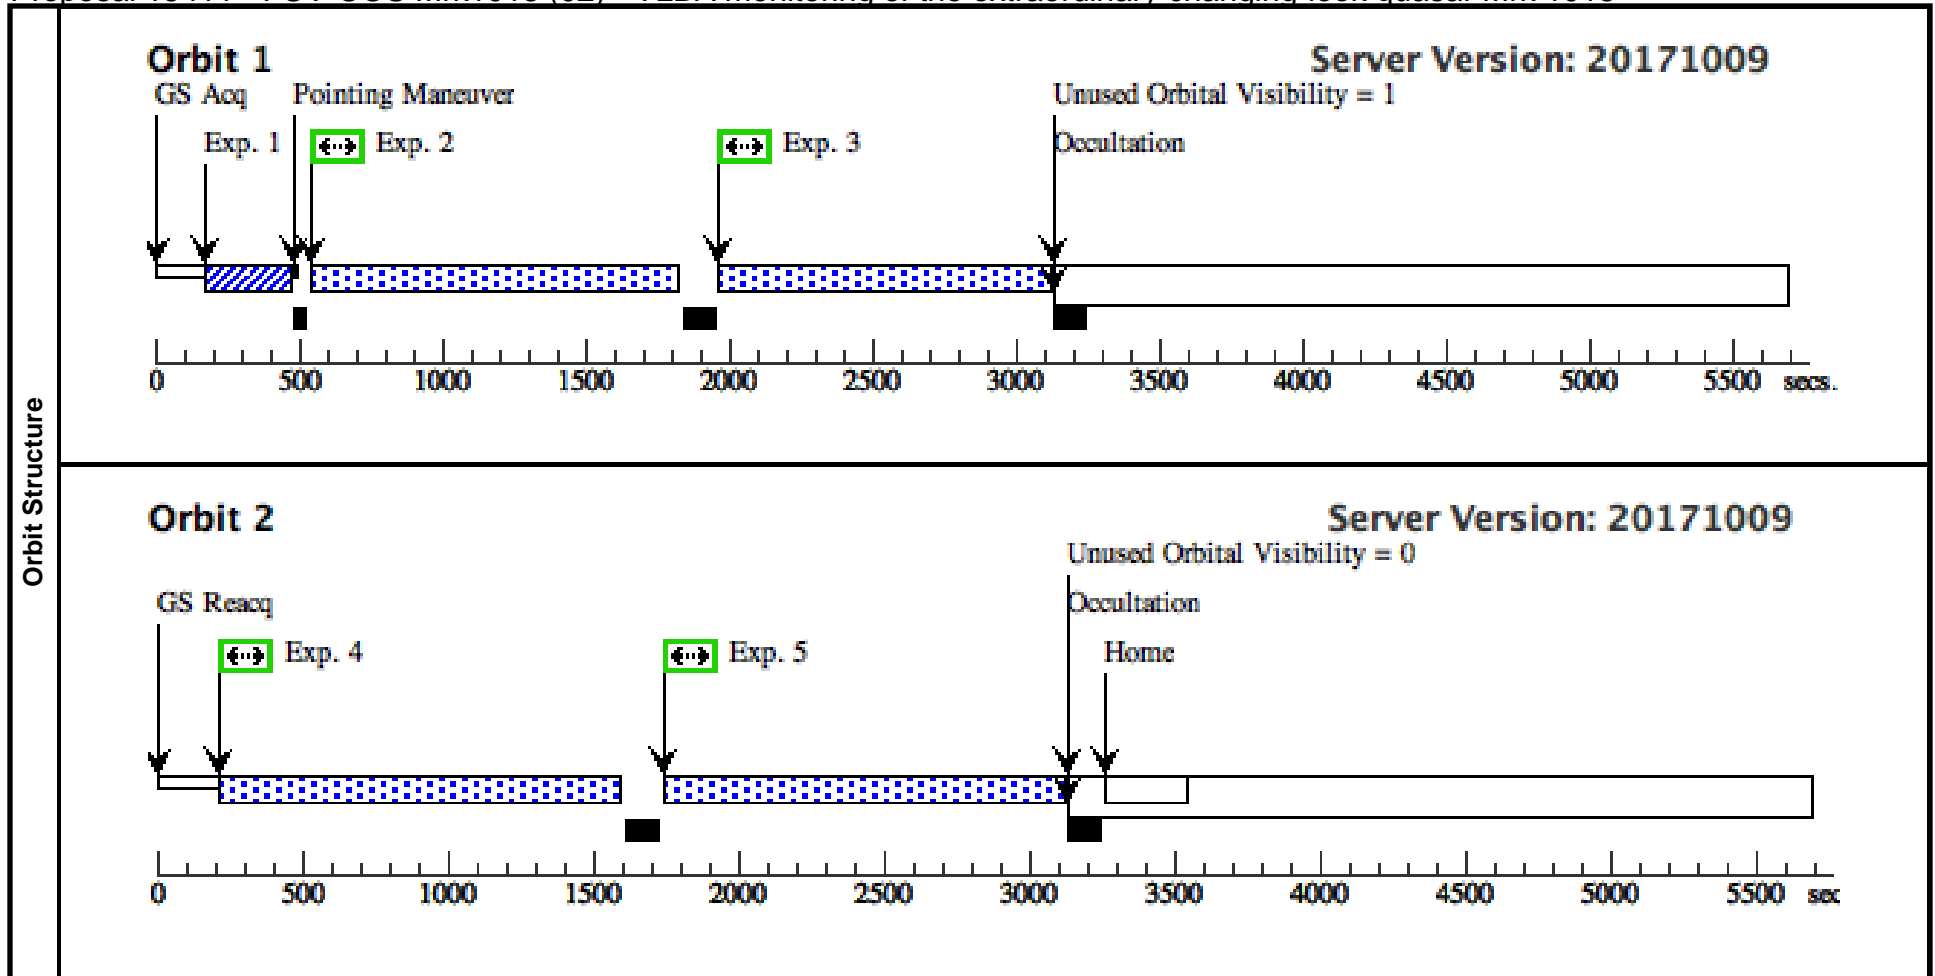 Orbit Structure
Orbit 1
Server Version: 20171009
GS Acq Pointing Maneuver Unused Orbital Visibility = 1
Exp. 1 Exp. 2 Exp. 3 Occultation
0 500 1000 1500 2000 2500 3000 3500 4000 4500 5000 5500 secs.
Orbit 2
Server Version: 20171009
Unused Orbital Visibility = 0
GS Reacq Occultation
Exp. 4 Exp. 5 Home
0 500 1000 1500 2000 2500 3000 3500 4000 4500 5000 5500 sec